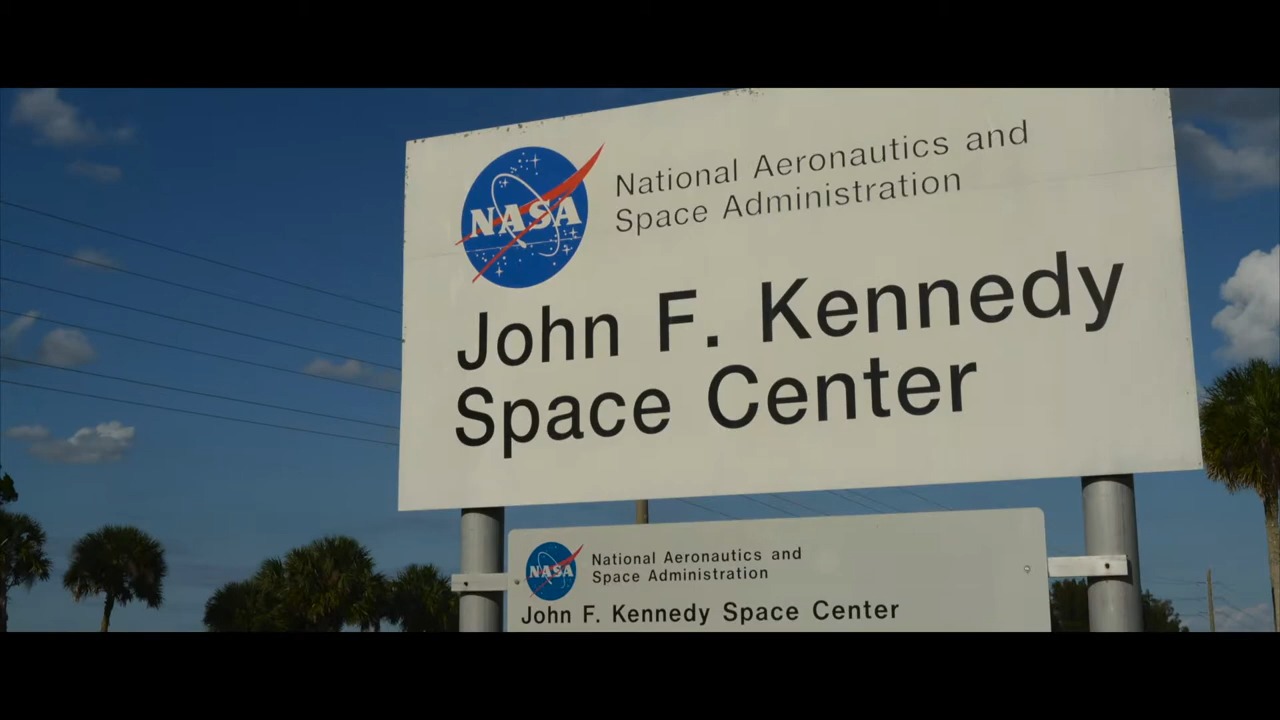 NASA
National Aeronautics and
Space Administration
John F. Kennedy
Space Center
NASA
National Aeronautics and
Space Administration
John F. Kennedy Space Center